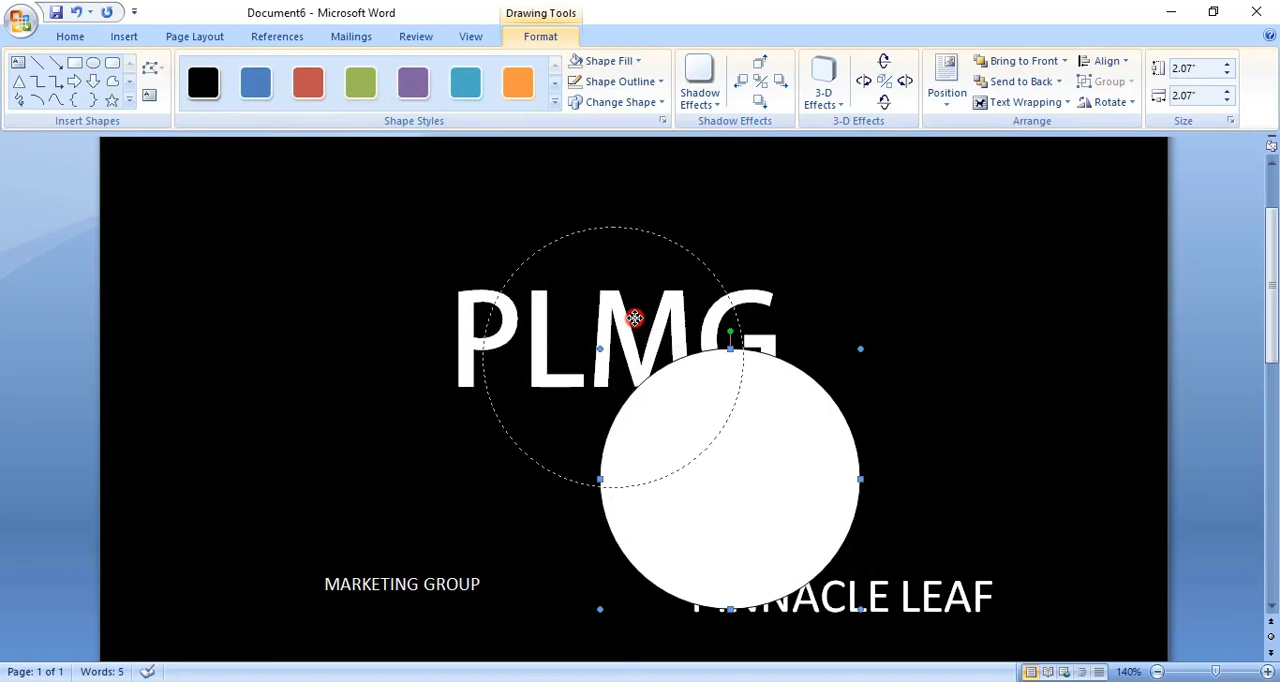 Document6 - Microsoft Word
Drawing Tools
Home
Insert
Page Layout
References
Mailings
Review
View
Format
Shape Fill
Shape Outline
Change Shape
Shadow Effects
3-D Effects
Position
Bring to Front
Send to Back
Text Wrapping
Align
Group
Rotate
2.07"
2.07"
Insert Shapes
Shape Styles
Shadow Effects
3-D Effects
Arrange
Size
PLMG
MARKETING GROUP
PINNACLE LEAF
Page: 1 of 1
Words: 5
140%